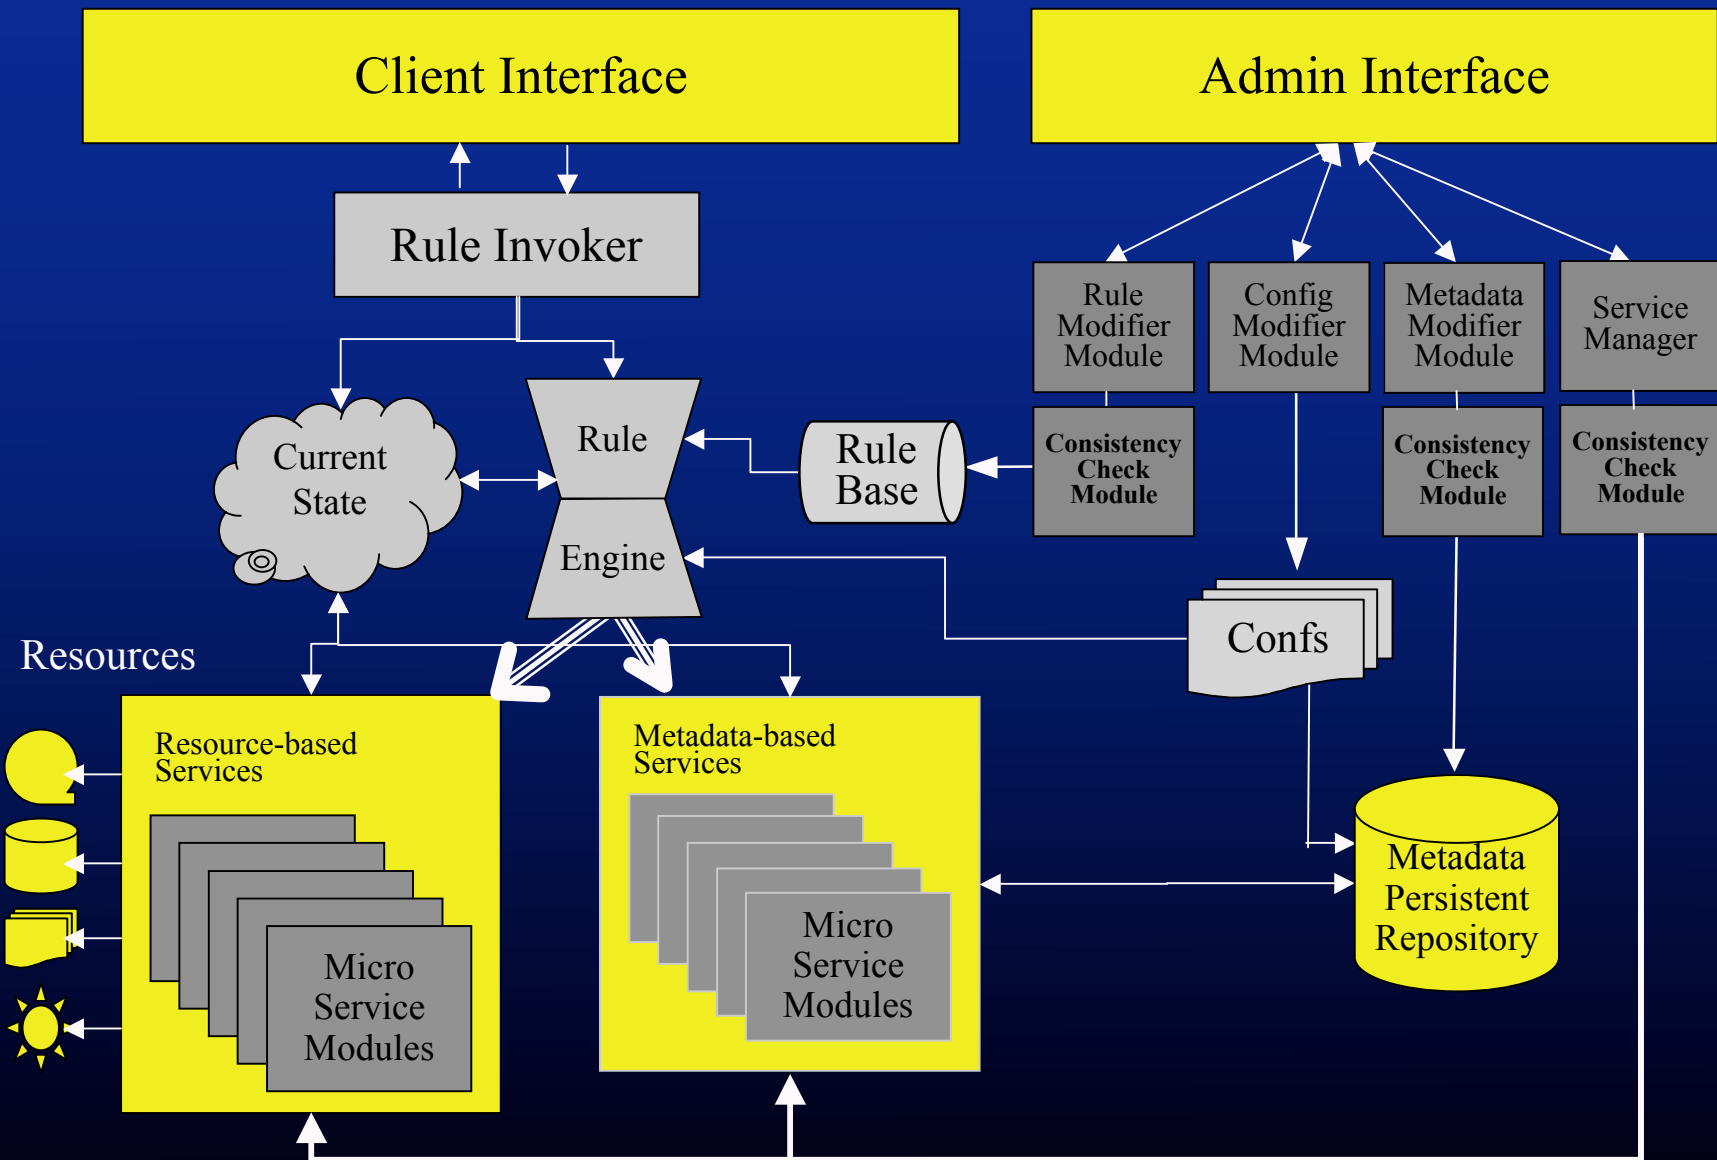 Client Interface
Admin Interface
Rule Invoker
Rule
Modifier
Module
Config
Modifier
Module
Metadata
Modifier
Module
Service
Manager
Current
State
Rule
Engine
Rule
Base
Consistency
Check
Module
Consistency
Check
Module
Consistency
Check
Module
Confs
Resources
Resource-based
Services
Metadata-based
Services
Micro
Service
Modules
Micro
Service
Modules
Metadata
Persistent
Repository